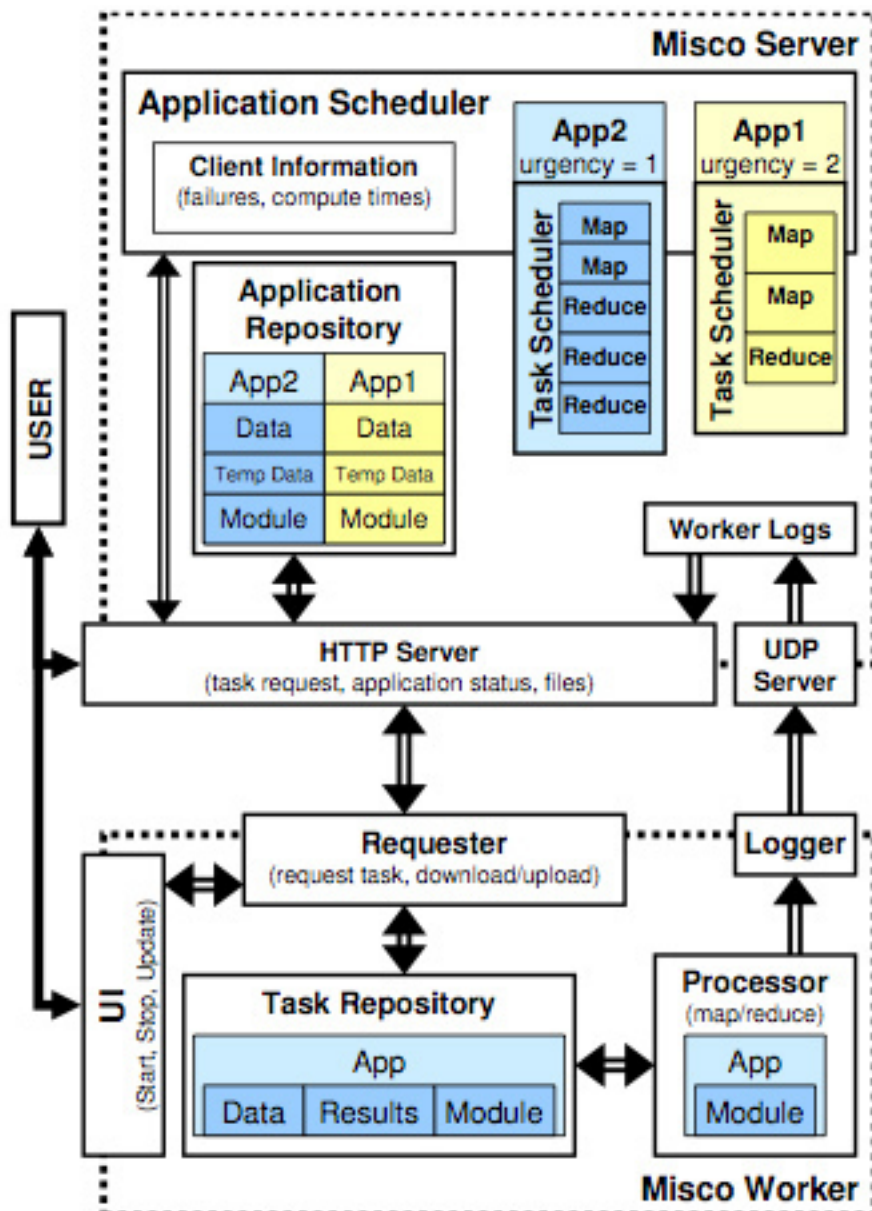 Misco Server
Application Scheduler
Client Information
(failures, compute times)
App2
urgency = 1
Task Scheduler
Map
Map
Reduce
Reduce
Reduce
App1
urgency = 2
Task Scheduler
Map
Map
Reduce
Application
Repository
App2
App1
Data
Data
Temp Data
Temp Data
Module
Module
USER
Worker Logs
HTTP Server
(task request, application status, files)
UDP
Server
Requester
(request task, download/upload)
Logger
UI
(Start, Stop, Update)
Task Repository
App
Data
Results
Module
Processor
(map/reduce)
App
Module
Misco Worker